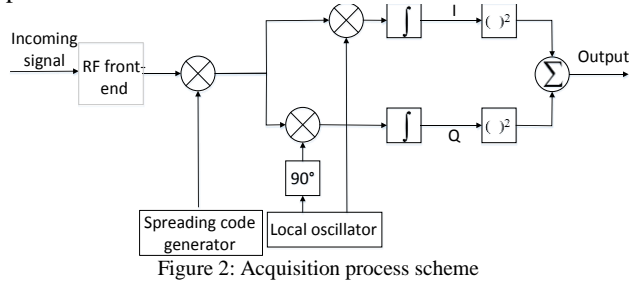 Incoming
signal
RF front-
end
∫
I
( )²
Σ
Output
∫
Q
( )²
90°
Spreading code
generator
Local oscillator
Figure 2: Acquisition process scheme